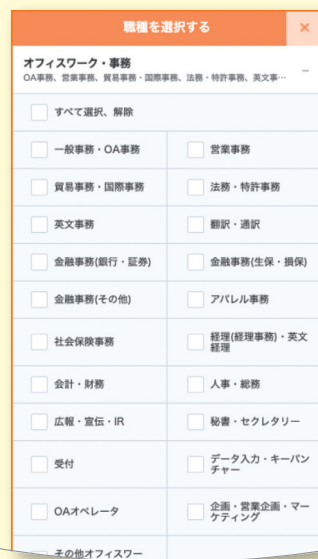 職種を選択する ×
オフィスワーク・事務
OA事務、営業事務、貿易事務・国際事務、法務・特許事務、英文事…
すべて選択、解除
一般事務・OA事務 営業事務
貿易事務・国際事務 法務・特許事務
英文事務 翻訳・通訳
金融事務(銀行・証券) 金融事務(生保・損保)
金融事務(その他) アパレル事務
社会保険事務
経理(経理事務)・英文
経理
会計・財務 人事・総務
広報・宣伝・IR 秘書・セクレタリー
受付
データ入力・キーパン
チャー
OAオペレータ
企画・営業企画・マー
ケティング
その他オフィスワー